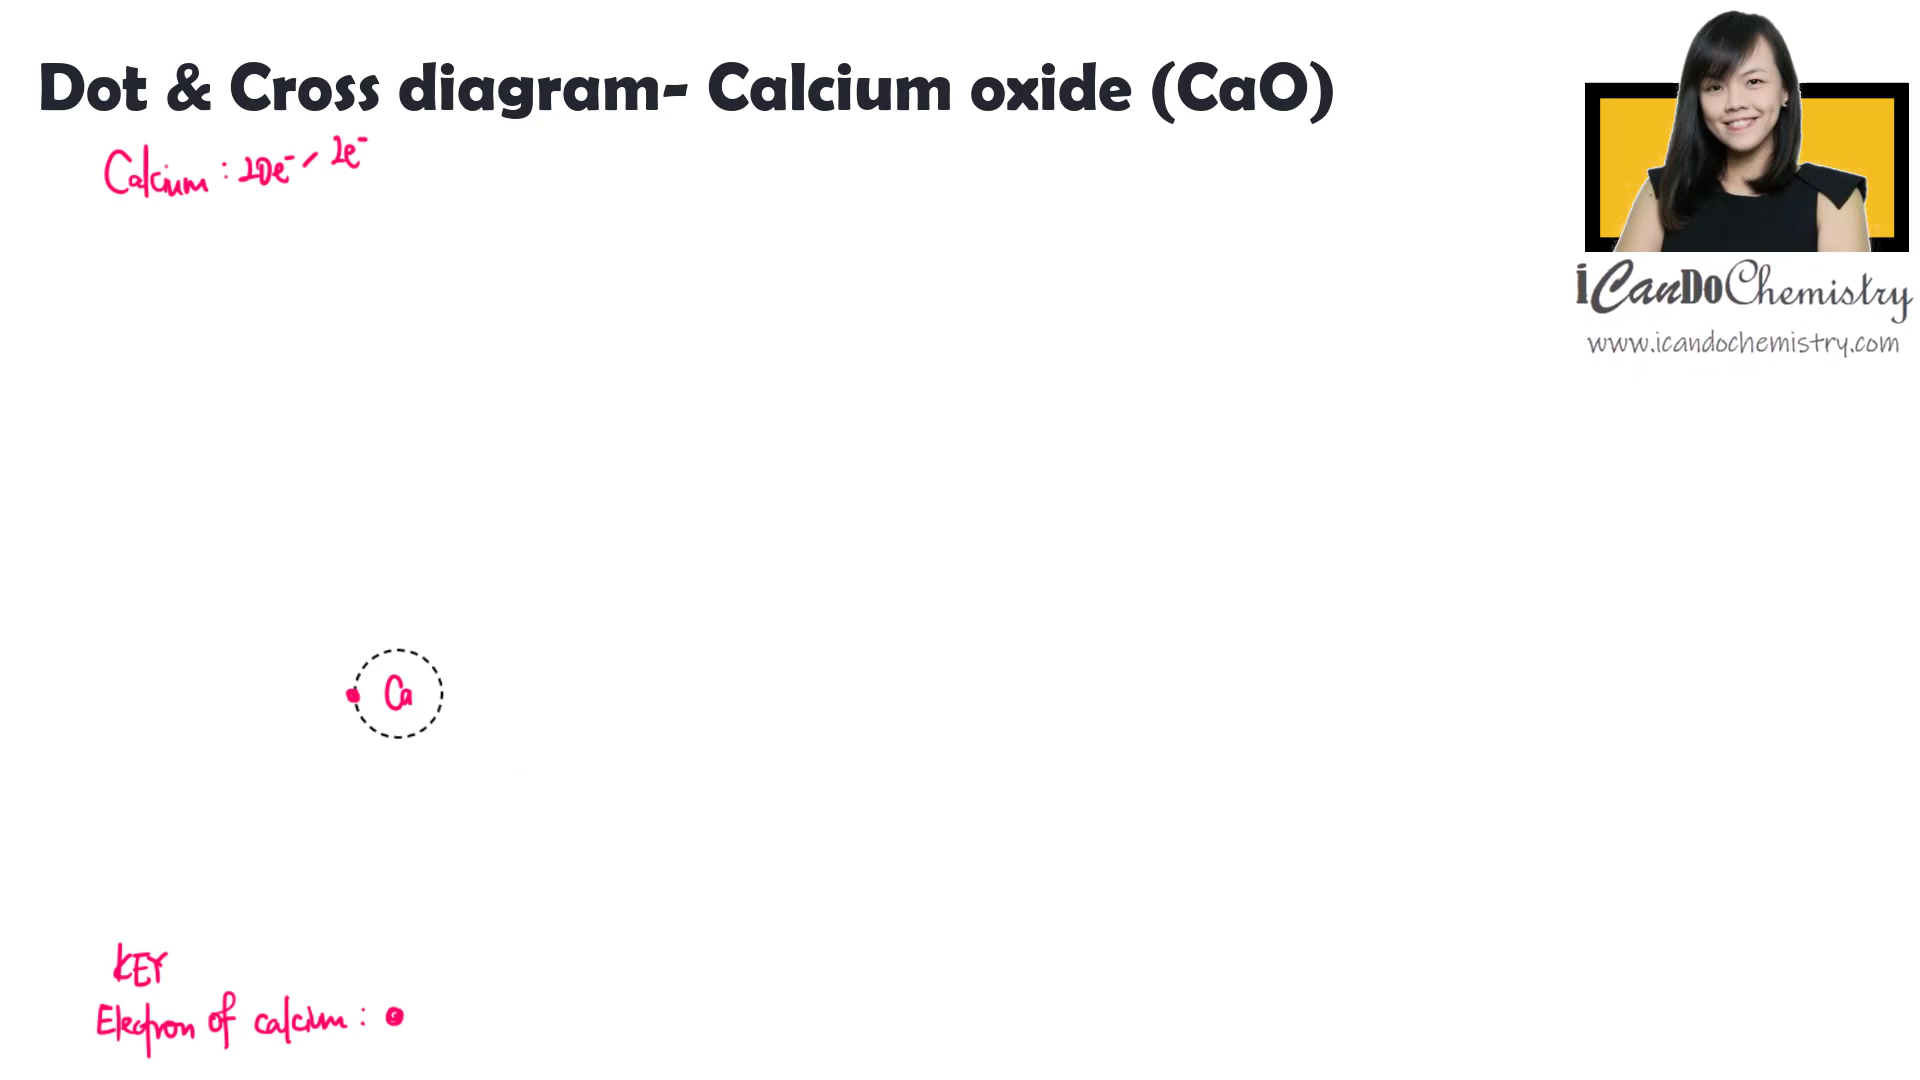 Dot & Cross diagram- Calcium oxide (CaO)
Calcium : 20e⁻ - 2e⁻
iCanDoChemistry
www.icandochemistry.com
Ca
KEY
Electron of calcium : •